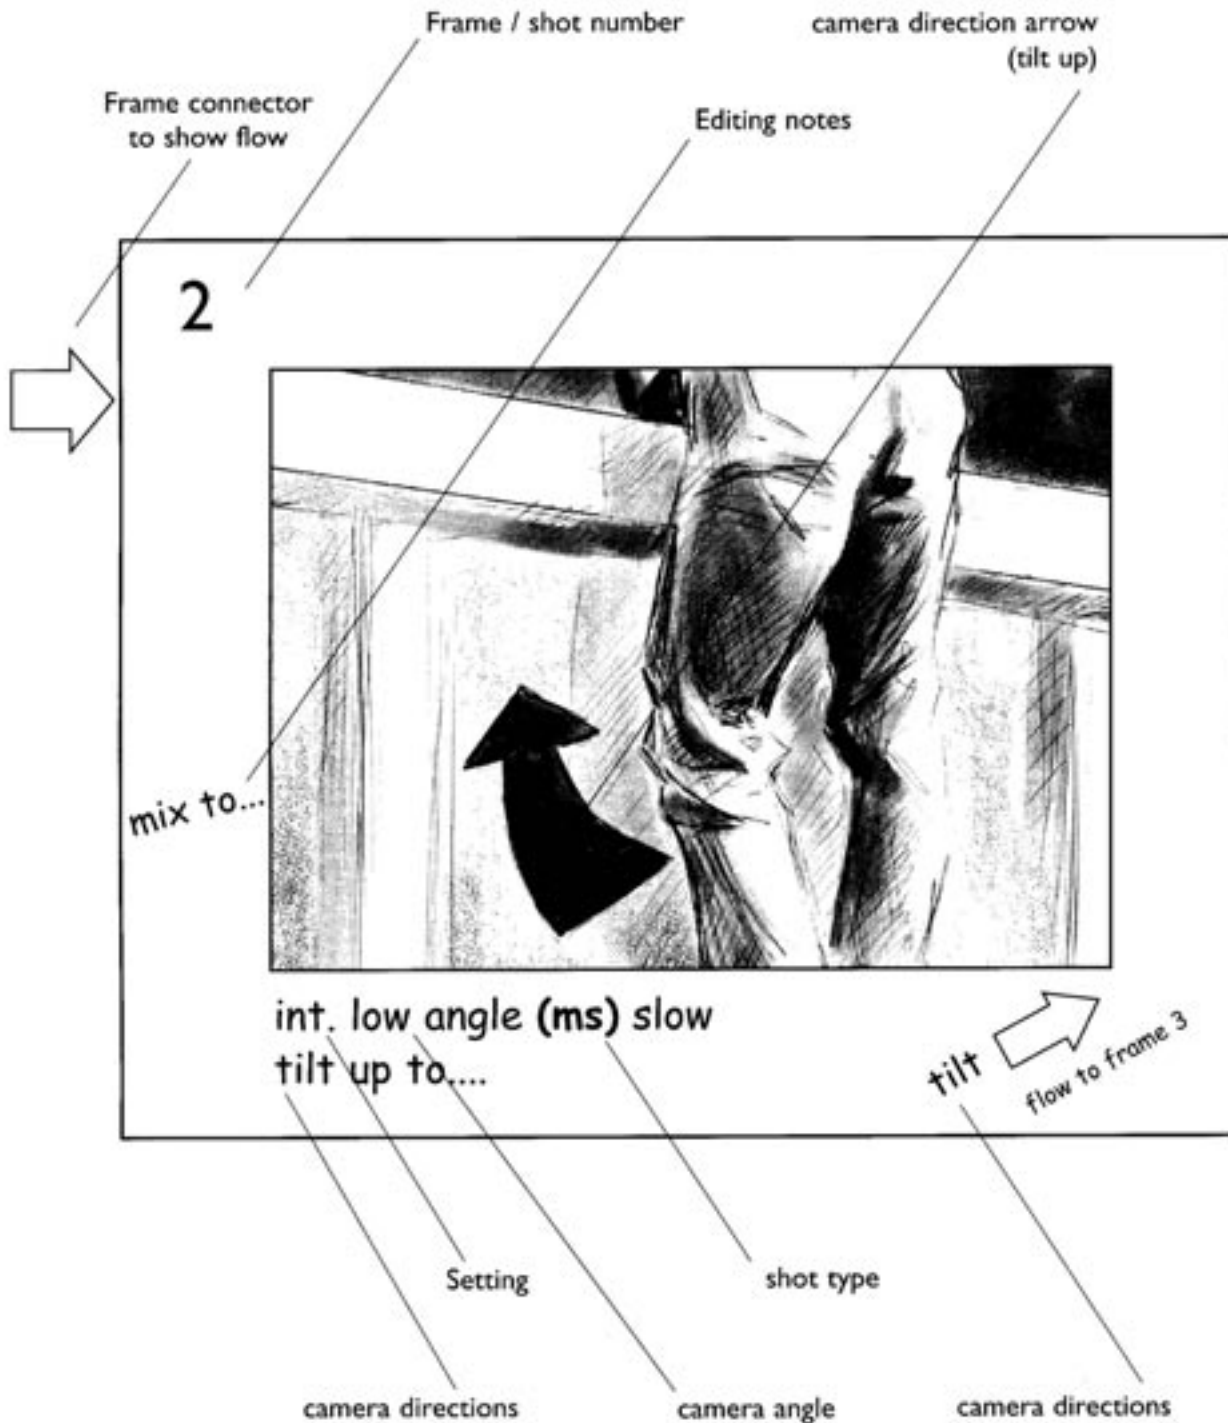 Frame / shot number
camera direction arrow
(tilt up)
Frame connector
to show flow
Editing notes
2
mix to...
int. low angle (ms) slow
tilt up to....
tilt
flow to frame 3
Setting
shot type
camera directions
camera angle
camera directions